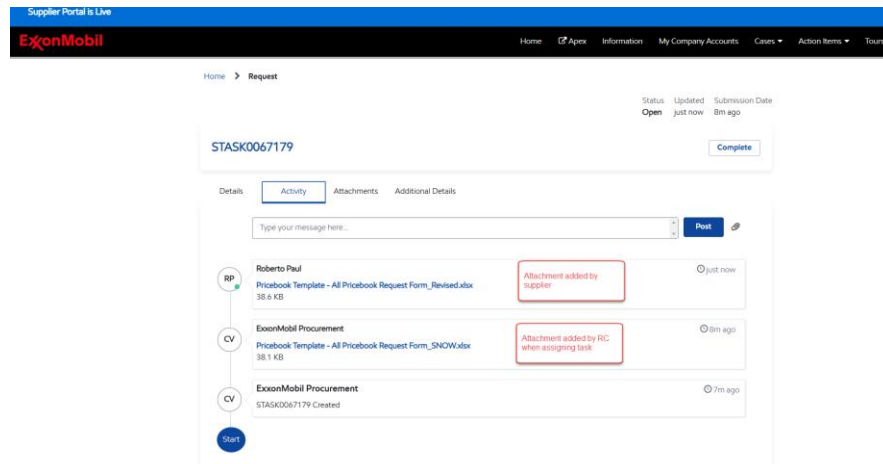 Supplier Portal is Live
ExxonMobil
Home Apex Information My Company Accounts Cases Action Items Tours
Home > Request
Status Updated Submission Date
Open just now 8m ago
STASK0067179
Complete
Details Activity Attachments Additional Details
Type your message here...
Post
RP
Roberto Paul
just now
Pricebook Template - All Pricebook Request Form_Revised.xlsx
38.6 KB
Attachment added by
supplier
CV
ExxonMobil Procurement
8m ago
Pricebook Template - All Pricebook Request Form_SNOW.xlsx
38.1 KB
Attachment added by RC
when assigning task
CV
ExxonMobil Procurement
7m ago
STASK0067179 Created
Start